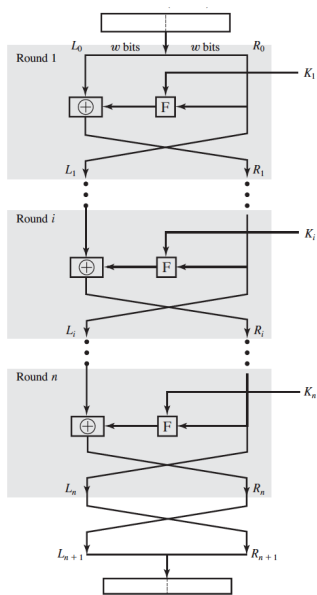 L₀ w bits w bits R₀
Round 1
K₁
⊕ F
L₁ R₁
Round i
Kᵢ
⊕ F
Lᵢ Rᵢ
Round n
Kₙ
⊕ F
Lₙ Rₙ
Lₙ₊₁ Rₙ₊₁